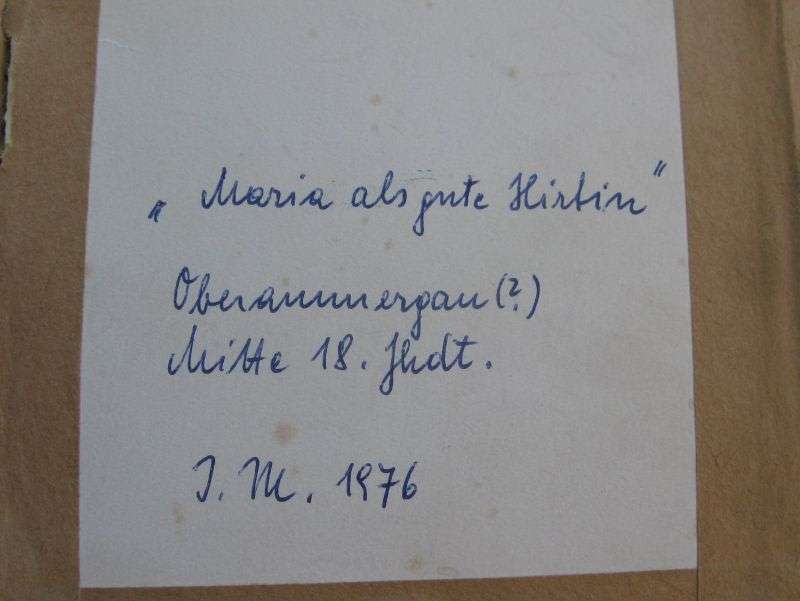 „Maria als gute Hirtin"
Oberammergau (?)
Mitte 18. Jhdt.
J. M. 1976